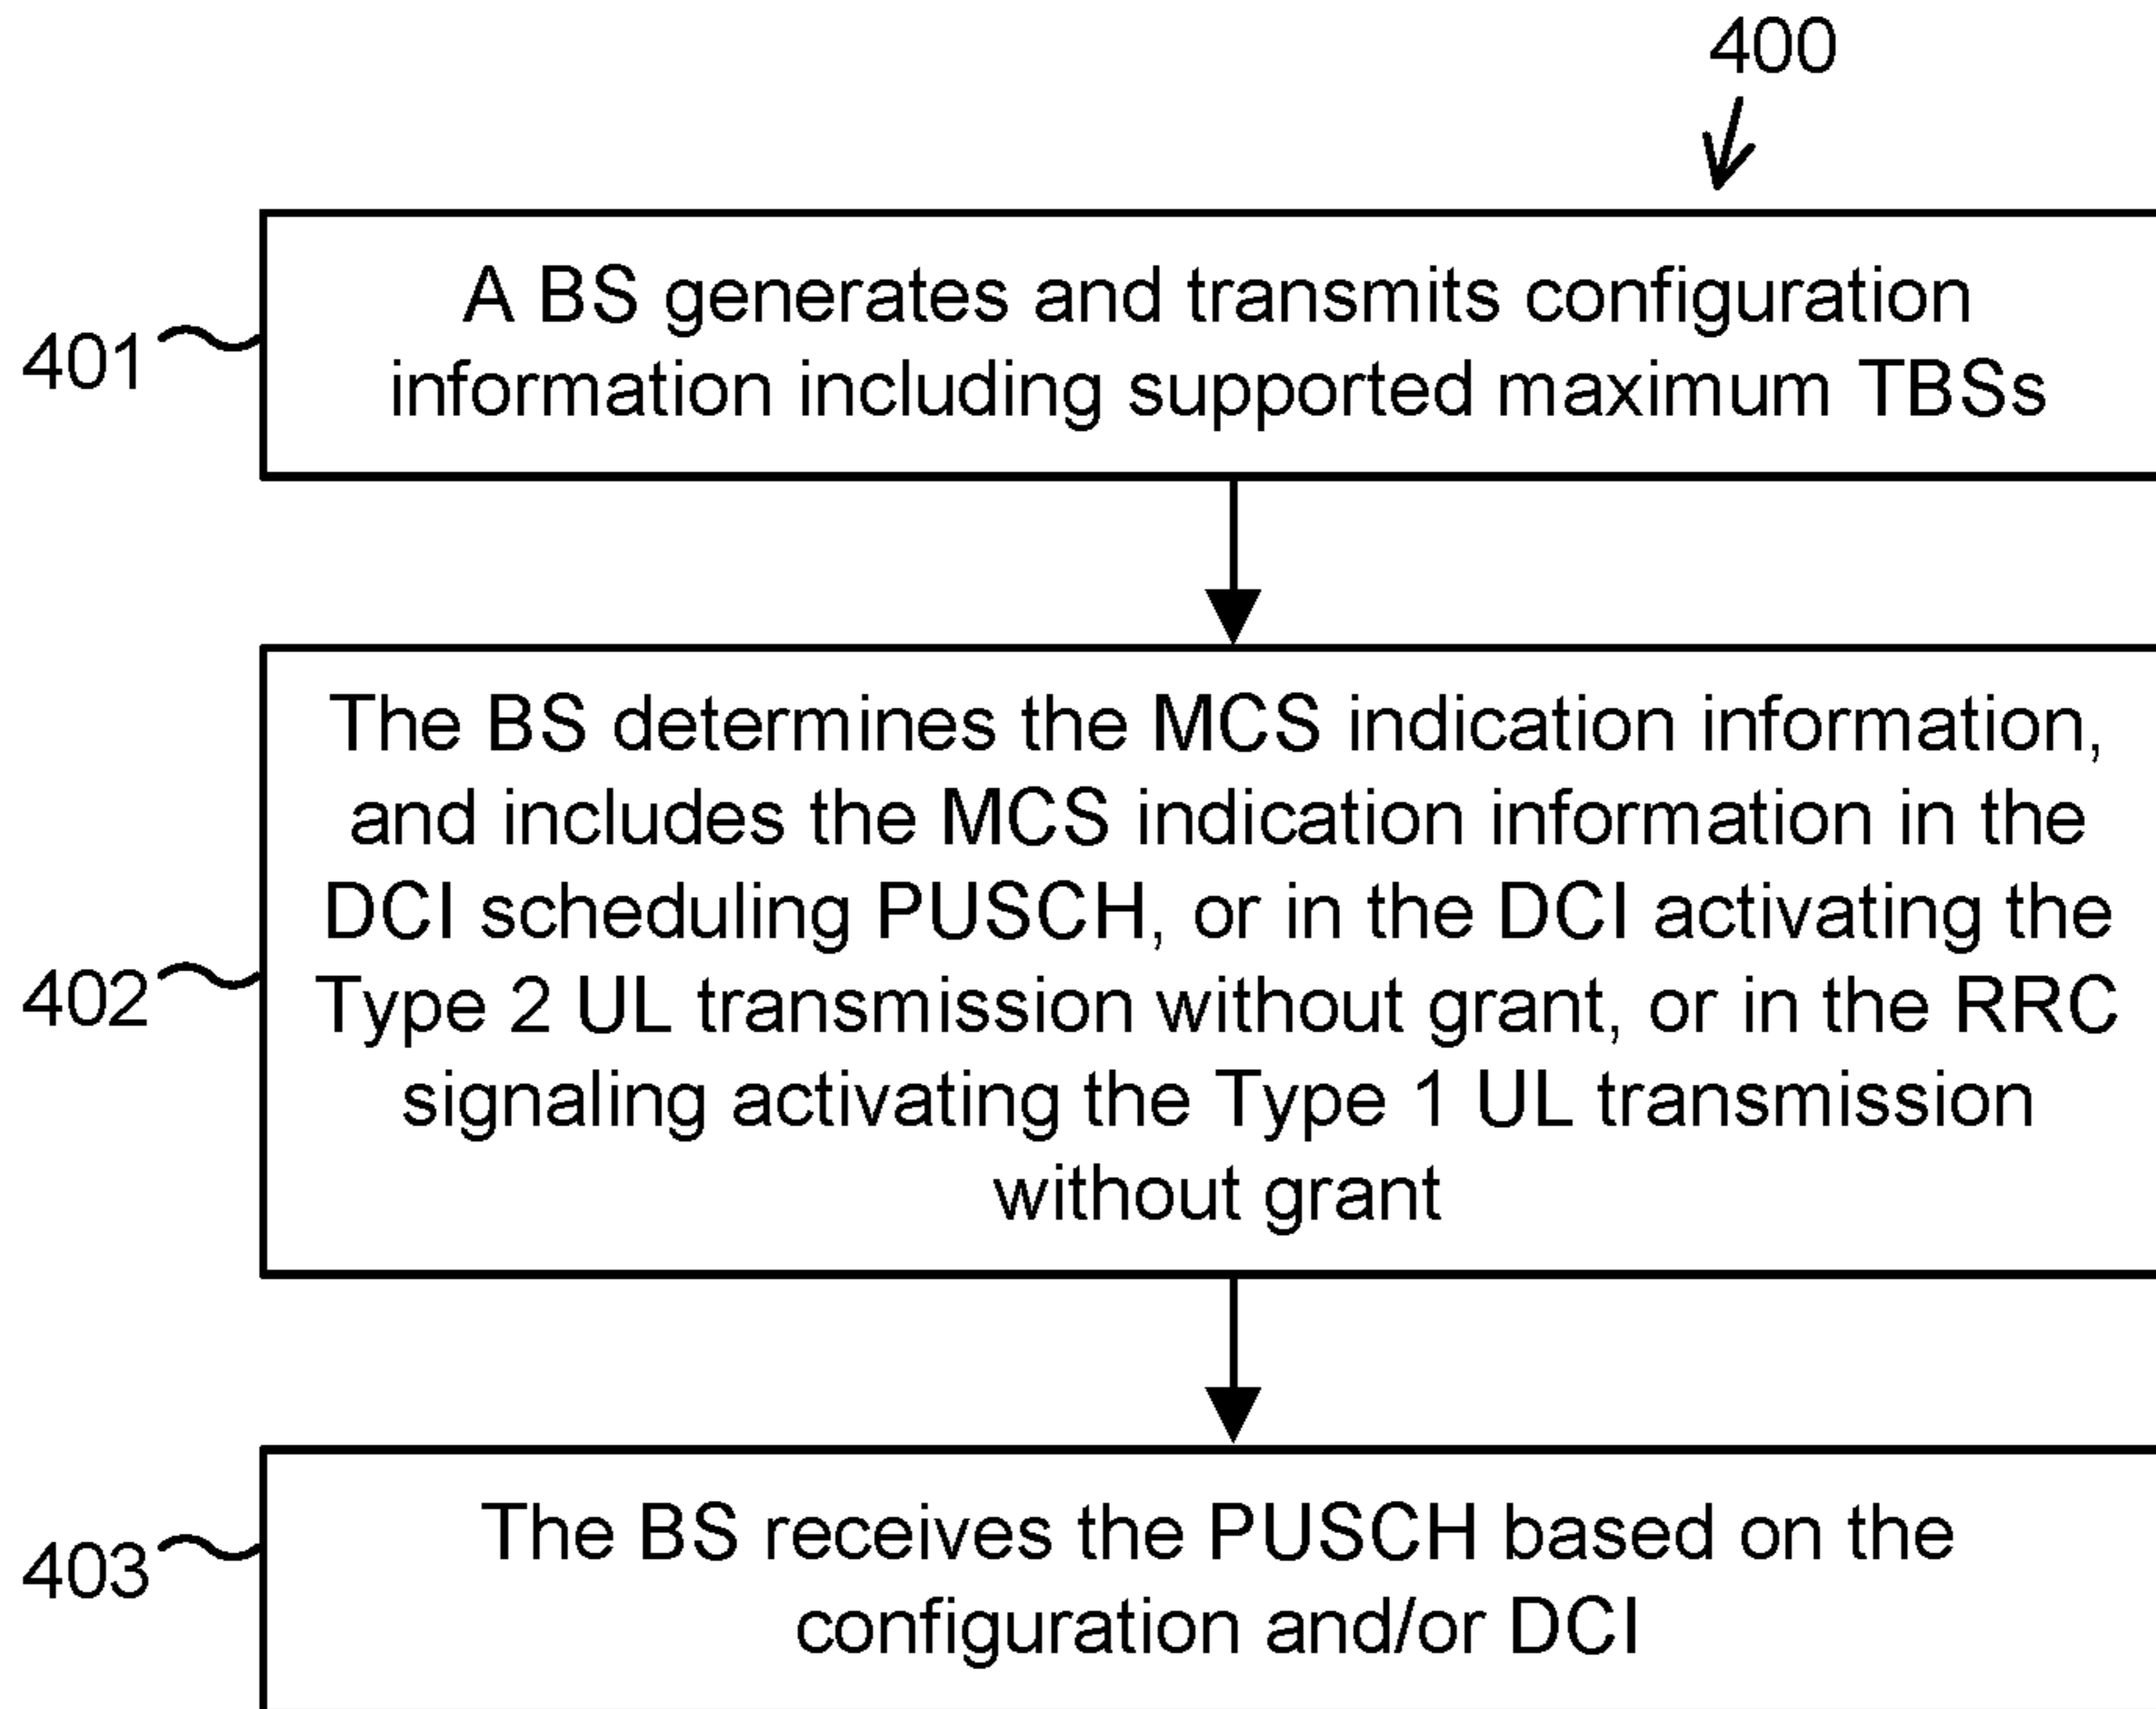 400
401
A BS generates and transmits configuration
information including supported maximum TBSs
402
The BS determines the MCS indication information,
and includes the MCS indication information in the
DCI scheduling PUSCH, or in the DCI activating the
Type 2 UL transmission without grant, or in the RRC
signaling activating the Type 1 UL transmission
without grant
403
The BS receives the PUSCH based on the
configuration and/or DCI